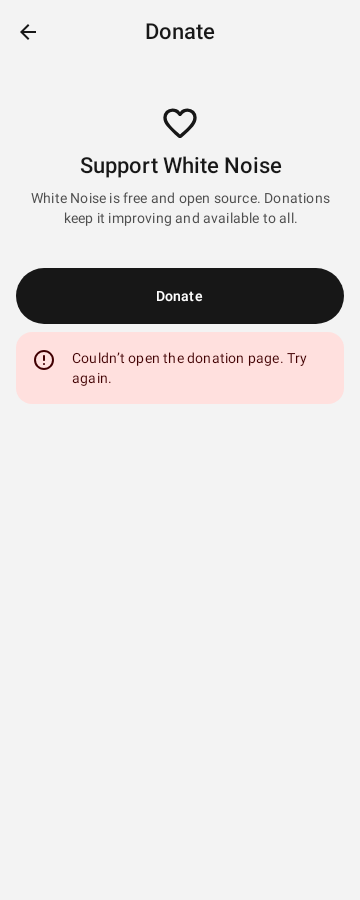 Donate
Support White Noise
White Noise is free and open source. Donations
keep it improving and available to all.
Donate
Couldn’t open the donation page. Try
again.